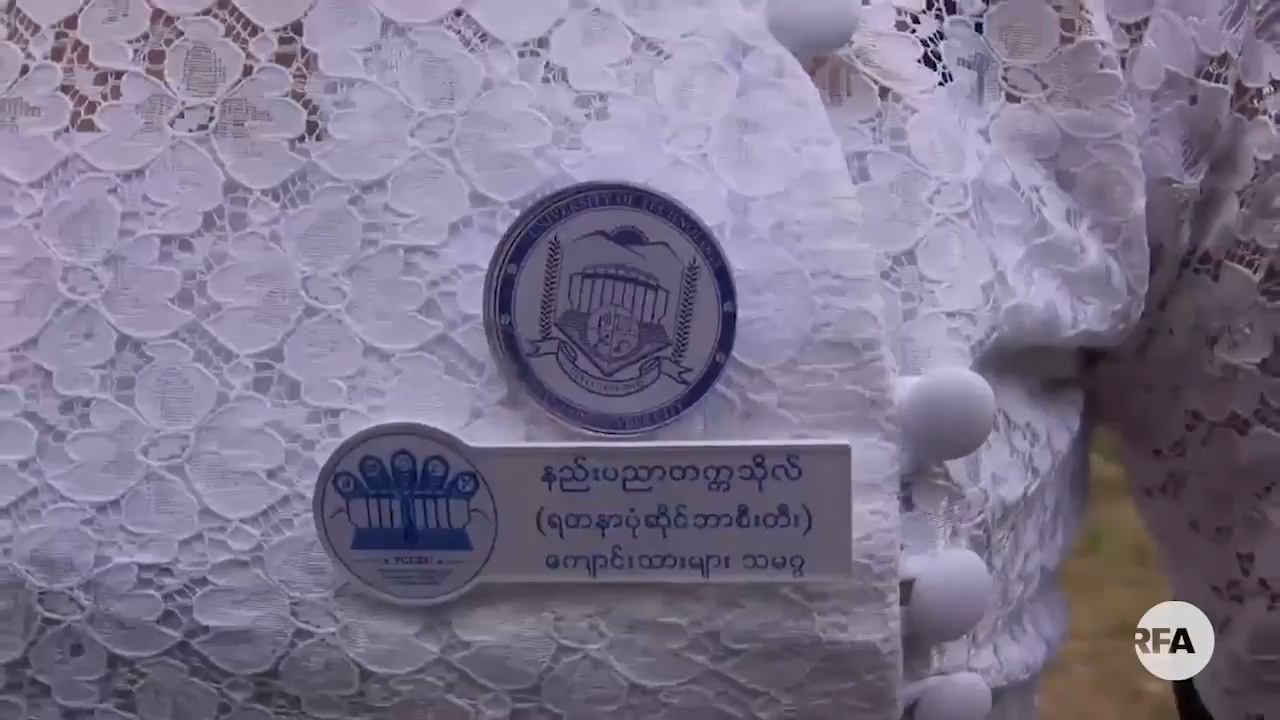 UNIVERSITY OF TECHNOLOGY
နည်းပညာတက္ကသိုလ်
(ရတနာပုံဆိုင်ဘာစီးတီး)
ကျောင်းသားများ သမဂ္ဂ
RFA